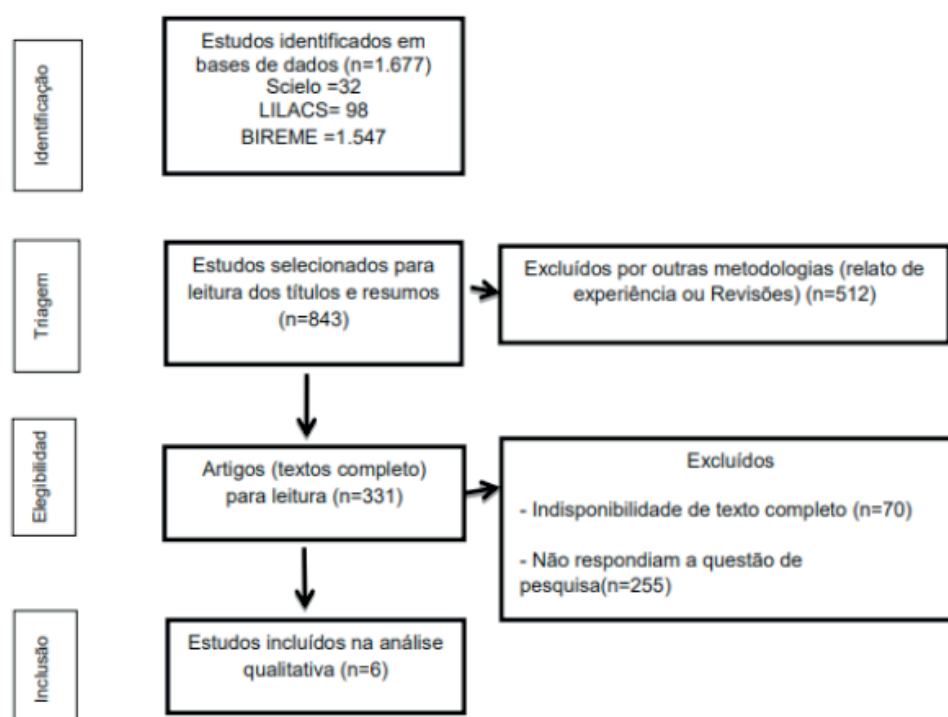 Identificação
Estudos identificados em
bases de dados (n=1.677)
Scielo =32
LILACS= 98
BIREME =1.547
Triagem
Estudos selecionados para
leitura dos títulos e resumos
(n=843)
Excluídos por outras metodologias (relato de
experiência ou Revisões) (n=512)
Elegibilidad
Artigos (textos completo)
para leitura (n=331)
Excluídos
- Indisponibilidade de texto completo (n=70)
- Não respondiam a questão de
pesquisa(n=255)
Inclusão
Estudos incluídos na análise
qualitativa (n=6)